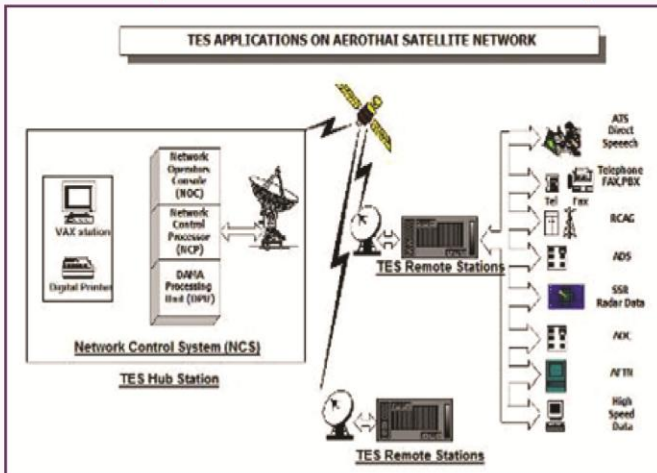 TES APPLICATIONS ON AEROTHAI SATELLITE NETWORK
Network
Operators
Console
(NOC)
Network
Control
Processor
(NCP)
DAMA
Processing
Unit (DPU)
VAX station
Digital Printer
Network Control System (NCS)
TES Hub Station
TES Remote Stations
TES Remote Stations
ATS
Direct
Speeech
Telephone
FAX,PBX
Tel Fax
RCAG
ADS
SSR
Radar Data
AFTN
High
Speed
Data